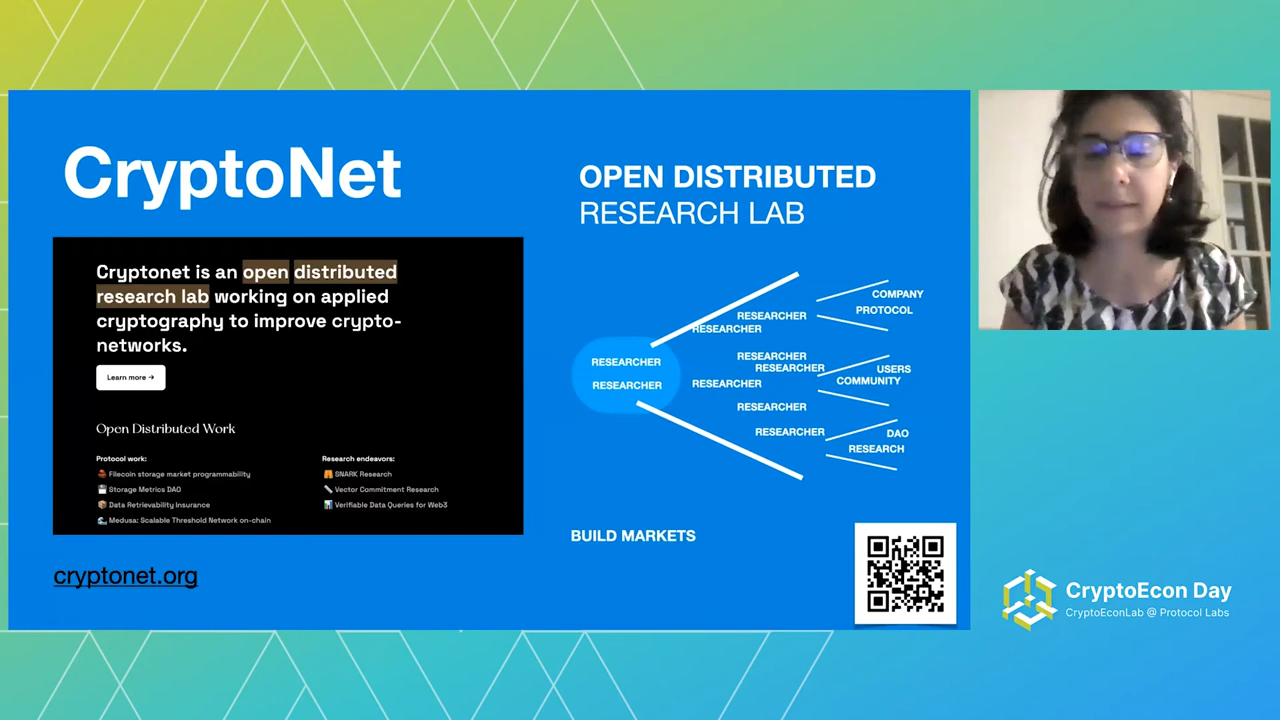 CryptoNet
Cryptonet is an open distributed
research lab working on applied
cryptography to improve crypto-
networks.
Learn more →
Open Distributed Work
Protocol work:
Filecoin storage market programmability
Storage Metrics DAO
Data Retrievability Insurance
Medusa: Scalable Threshold Network on-chain
Research endeavors:
SNARK Research
Vector Commitment Research
Verifiable Data Queries for Web3
cryptonet.org
OPEN DISTRIBUTED
RESEARCH LAB
RESEARCHER
RESEARCHER
RESEARCHER
RESEARCHER
RESEARCHER
RESEARCHER
RESEARCHER
RESEARCHER
RESEARCHER
COMPANY
PROTOCOL
USERS
COMMUNITY
DAO
RESEARCH
BUILD MARKETS
CryptoEcon Day
CryptoEconLab @ Protocol Labs